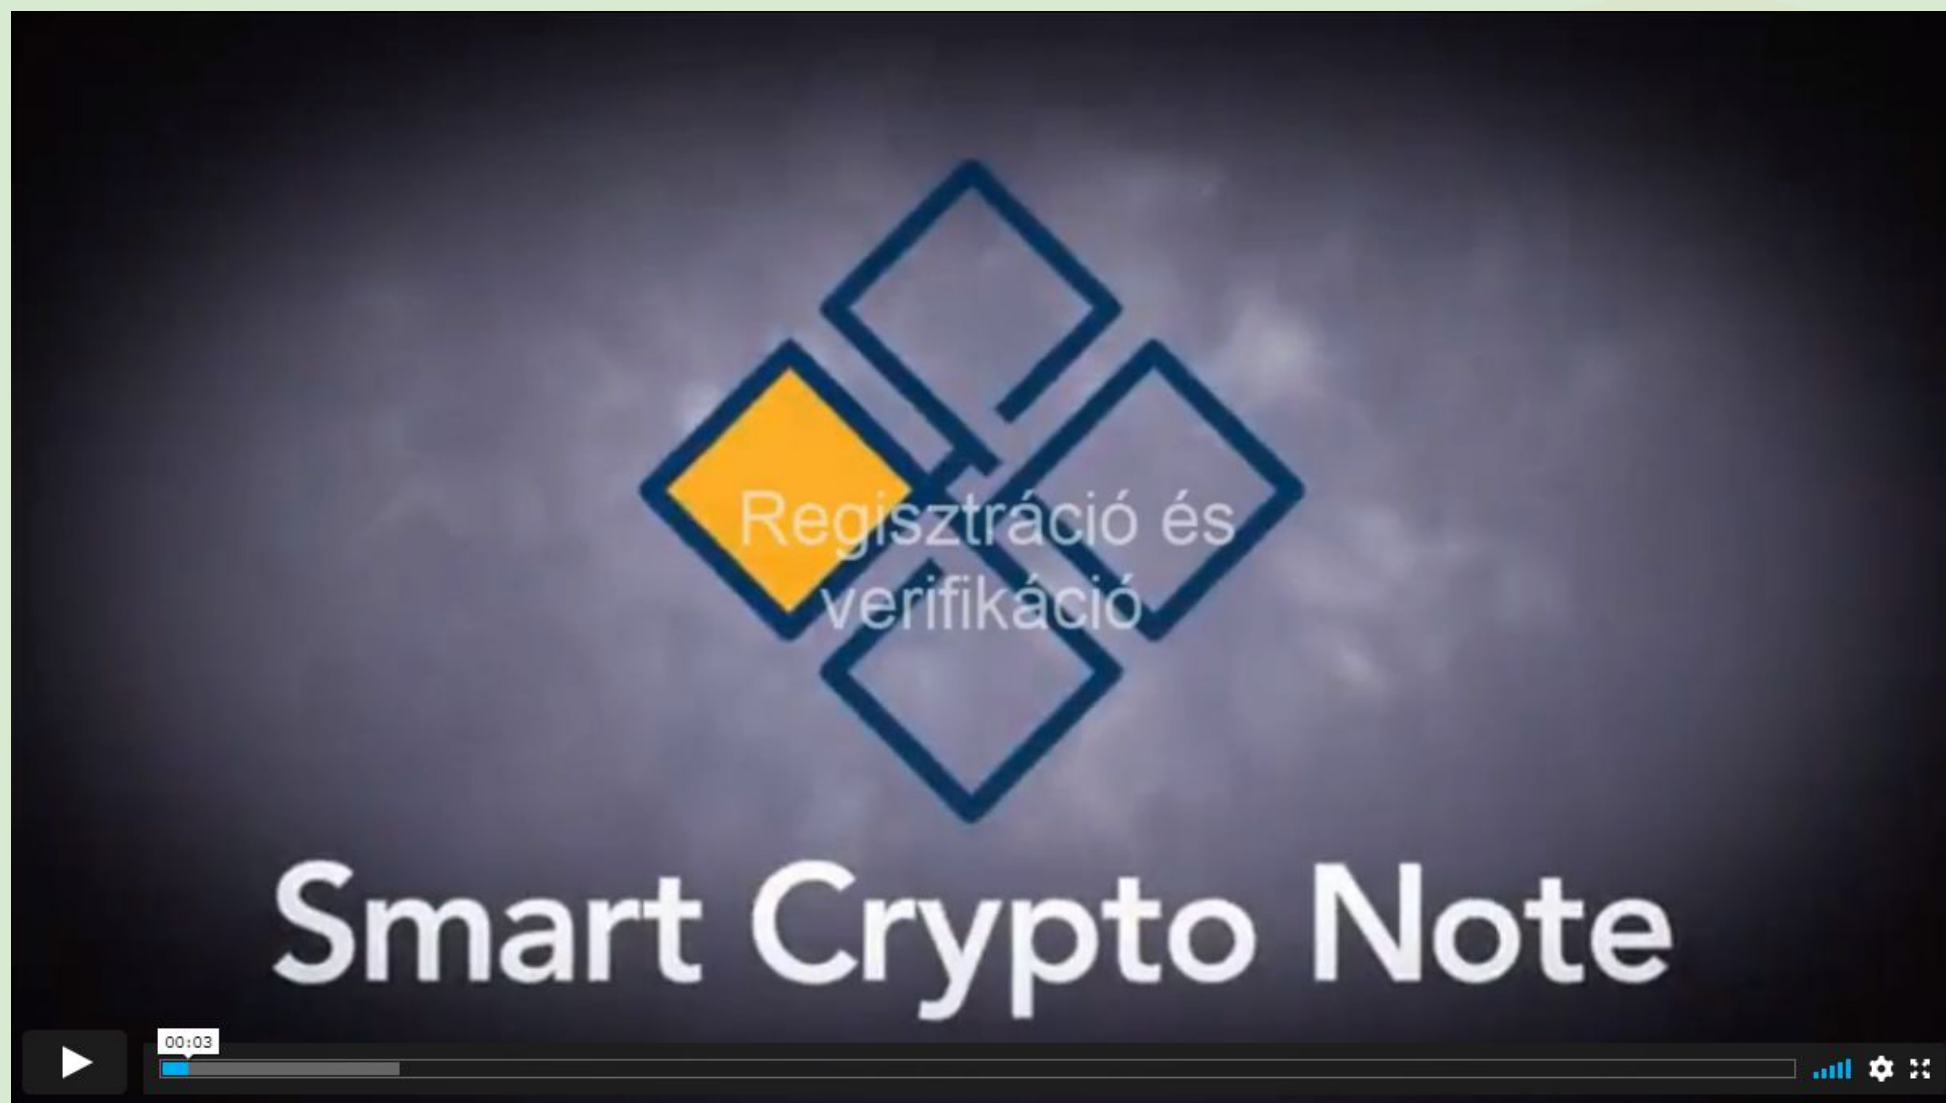 Regisztráció és
verifikáció
Smart Crypto Note
00:03